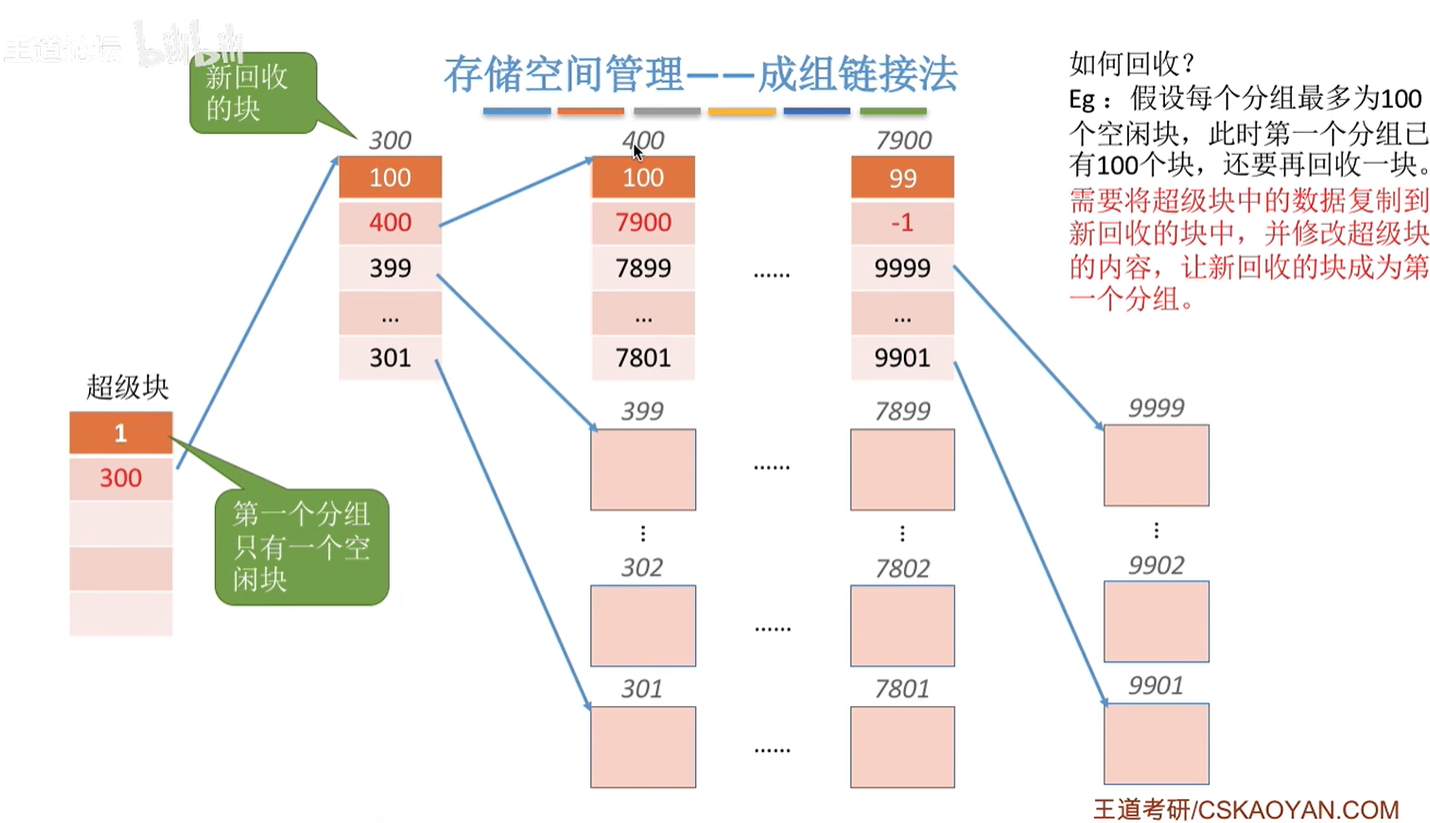 王道论坛 bilibili
新回收
的块
存储空间管理——成组链接法
如何回收？
Eg：假设每个分组最多为100
个空闲块，此时第一个分组已
有100个块，还要再回收一块。
需要将超级块中的数据复制到
新回收的块中，并修改超级块
的内容，让新回收的块成为第
一个分组。
300
100
400
399
...
301
400
100
7900
7899
...
7801
......
7900
99
-1
9999
...
9901
超级块
1
300
第一个分组
只有一个空
闲块
399
......
7899
9999
...
...
...
302
......
7802
9902
301
......
7801
9901
王道考研/CSKAOYAN.COM